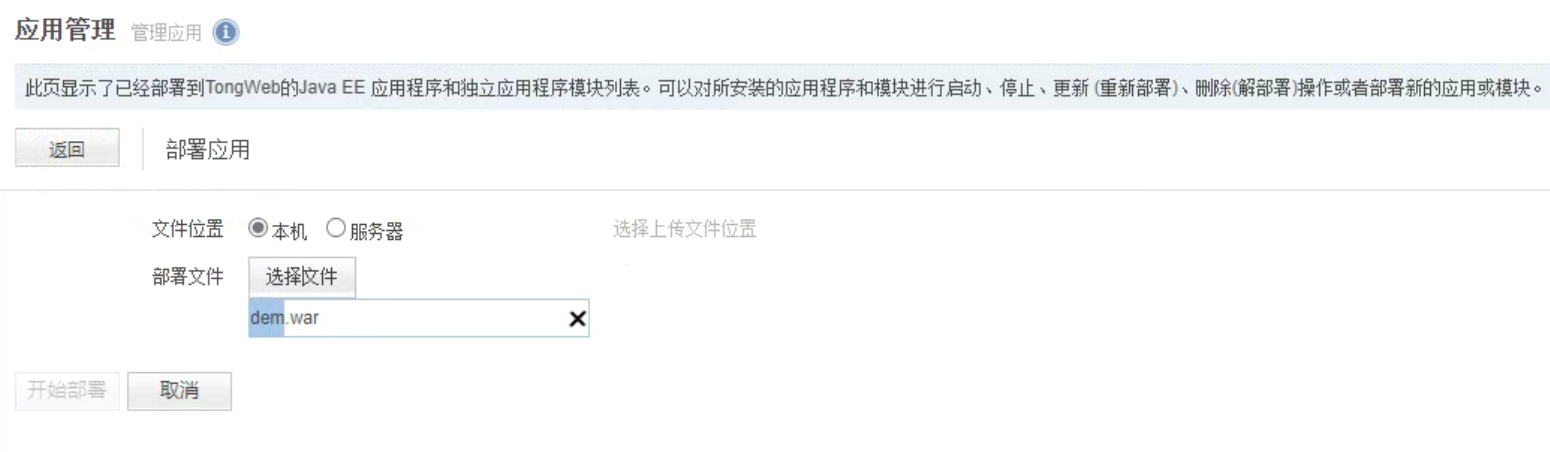 应用管理 管理应用
此页显示了已经部署到TongWeb的Java EE 应用程序和独立应用程序模块列表。可以对所安装的应用程序和模块进行启动、停止、更新 (重新部署)、删除(解部署)操作或者部署新的应用或模块。
返回 部署应用
文件位置 本机 服务器 选择上传文件位置
部署文件 选择文件
dem.war
开始部署 取消